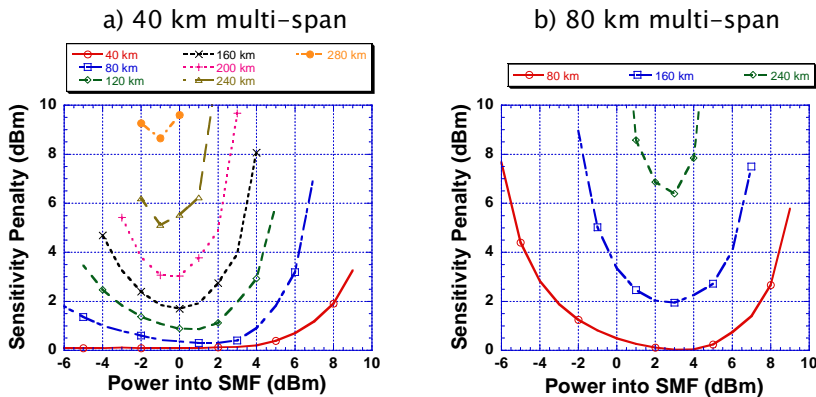 a) 40 km multi-span
40 km 160 km 280 km
80 km 200 km
120 km 240 km
Sensitivity Penalty (dBm)
10
8
6
4
2
0
-6 -4 -2 0 2 4 6 8 10
Power into SMF (dBm)
b) 80 km multi-span
80 km 160 km 240 km
Sensitivity Penalty (dBm)
10
8
6
4
2
0
-6 -4 -2 0 2 4 6 8 10
Power into SMF (dBm)